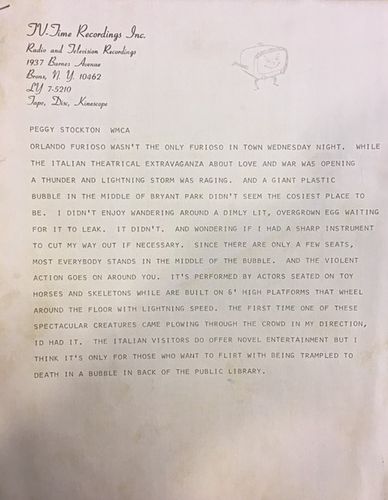 TV-Time Recordings Inc.
Radio and Television Recordings
1937 Barnes Avenue
Bronx, N. Y. 10462
LY 7-5210
Tape, Disc, Kinescope
PEGGY STOCKTON WMCA
ORLANDO FURIOSO WASN'T THE ONLY FURIOSO IN TOWN WEDNESDAY NIGHT. WHILE
THE ITALIAN THEATRICAL EXTRAVAGANZA ABOUT LOVE AND WAR WAS OPENING
A THUNDER AND LIGHTNING STORM WAS RAGING. AND A GIANT PLASTIC
BUBBLE IN THE MIDDLE OF BRYANT PARK DIDN'T SEEM THE COSIEST PLACE TO
BE. I DIDN'T ENJOY WANDERING AROUND A DIMLY LIT, OVERGROWN EGG WAITING
FOR IT TO LEAK. IT DIDN'T. AND WONDERING IF I HAD A SHARP INSTRUMENT
TO CUT MY WAY OUT IF NECESSARY. SINCE THERE ARE ONLY A FEW SEATS,
MOST EVERYBODY STANDS IN THE MIDDLE OF THE BUBBLE. AND THE VIOLENT
ACTION GOES ON AROUND YOU. IT'S PERFORMED BY ACTORS SEATED ON TOY
HORSES AND SKELETONS WHILE ARE BUILT ON 6' HIGH PLATFORMS THAT WHEEL
AROUND THE FLOOR WITH LIGHTNING SPEED. THE FIRST TIME ONE OF THESE
SPECTACULAR CREATURES CAME PLOWING THROUGH THE CROWD IN MY DIRECTION,
ID HAD IT. THE ITALIAN VISITORS DO OFFER NOVEL ENTERTAINMENT BUT I
THINK IT'S ONLY FOR THOSE WHO WANT TO FLIRT WITH BEING TRAMPLED TO
DEATH IN A BUBBLE IN BACK OF THE PUBLIC LIBRARY.